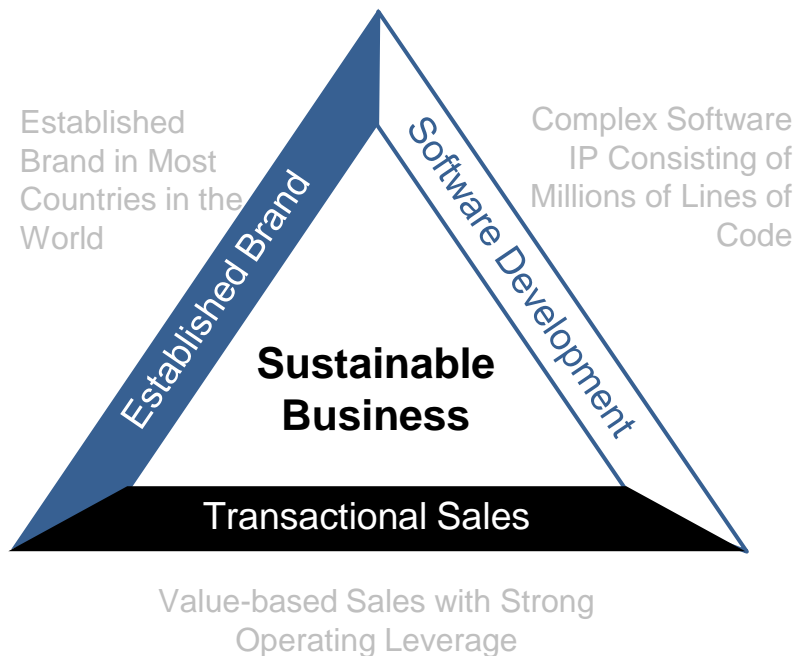 Established
Brand in Most
Countries in the
World
Complex Software
IP Consisting of
Millions of Lines of
Code
Established Brand
Software Development
Sustainable
Business
Transactional Sales
Value-based Sales with Strong
Operating Leverage